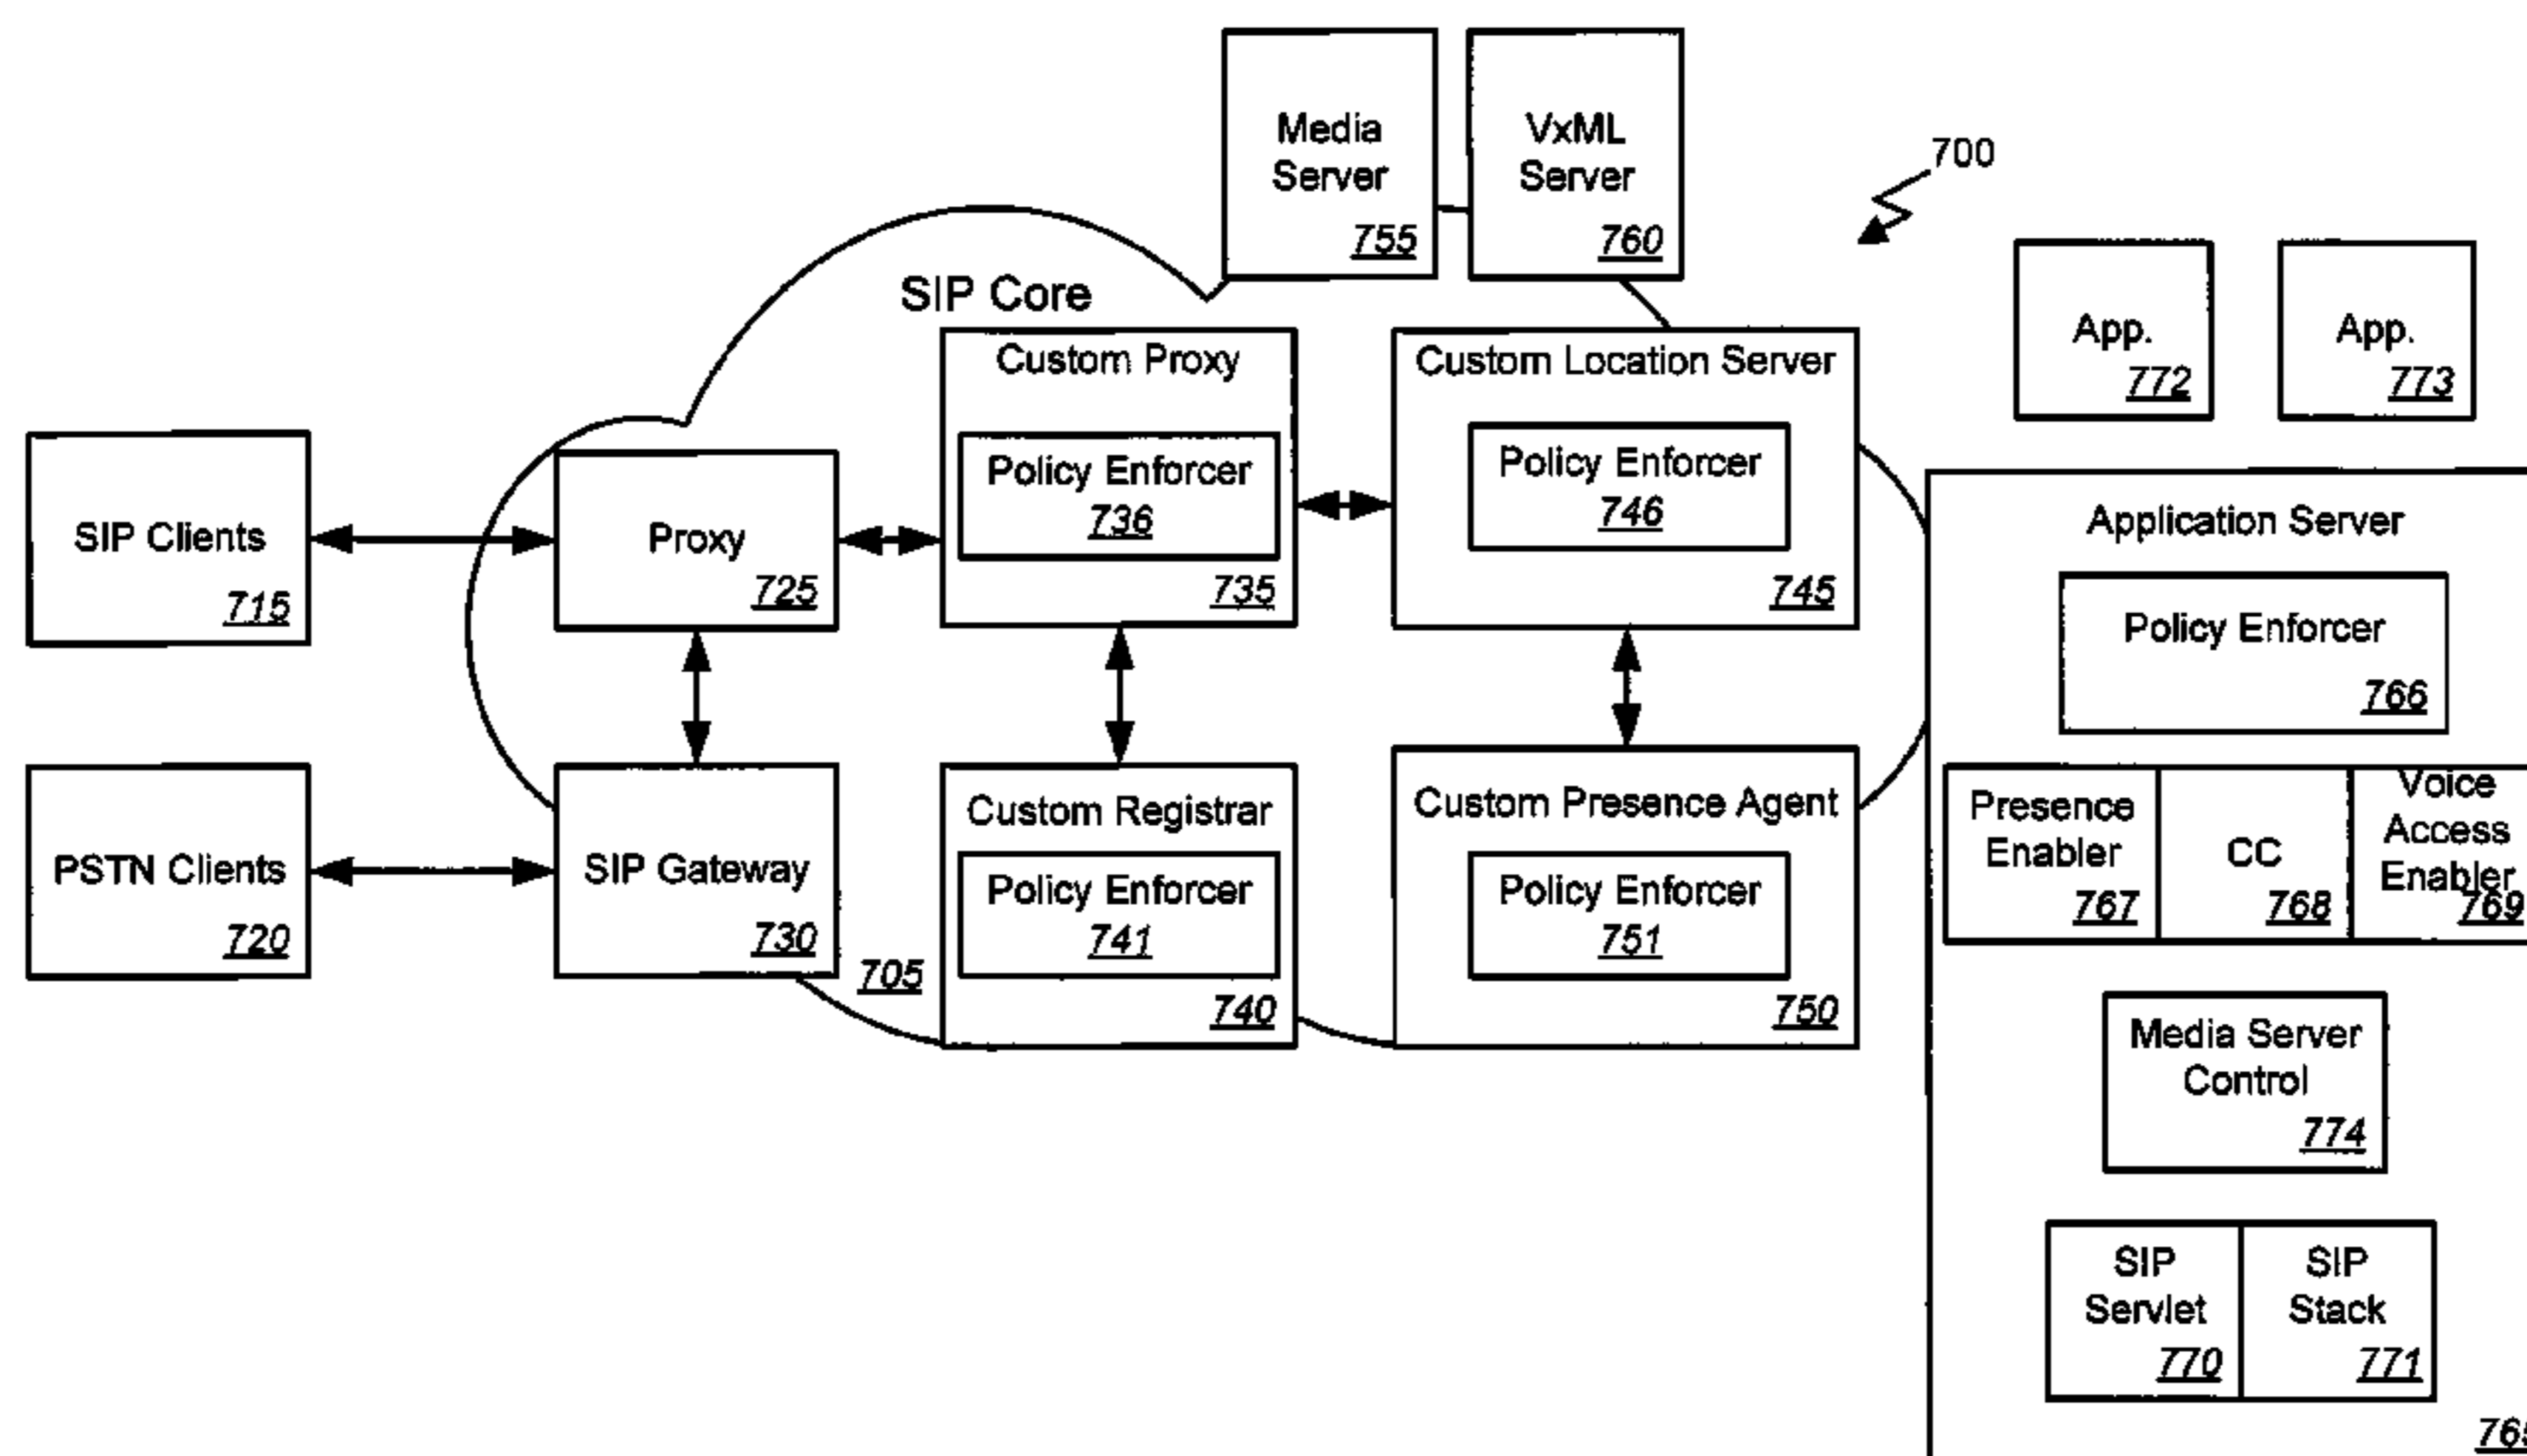 Media
Server
755
VxML
Server
760
700
SIP Core
App.
772
App.
773
Custom Proxy
Policy Enforcer
736
735
Custom Location Server
Policy Enforcer
746
745
SIP Clients
715
Proxy
725
Application Server
Policy Enforcer
766
PSTN Clients
720
SIP Gateway
730
705
Custom Registrar
Policy Enforcer
741
740
Custom Presence Agent
Policy Enforcer
751
750
Presence
Enabler
767
CC
768
Voice
Access
Enabler
769
Media Server
Control
774
SIP
Servlet
770
SIP
Stack
771
765